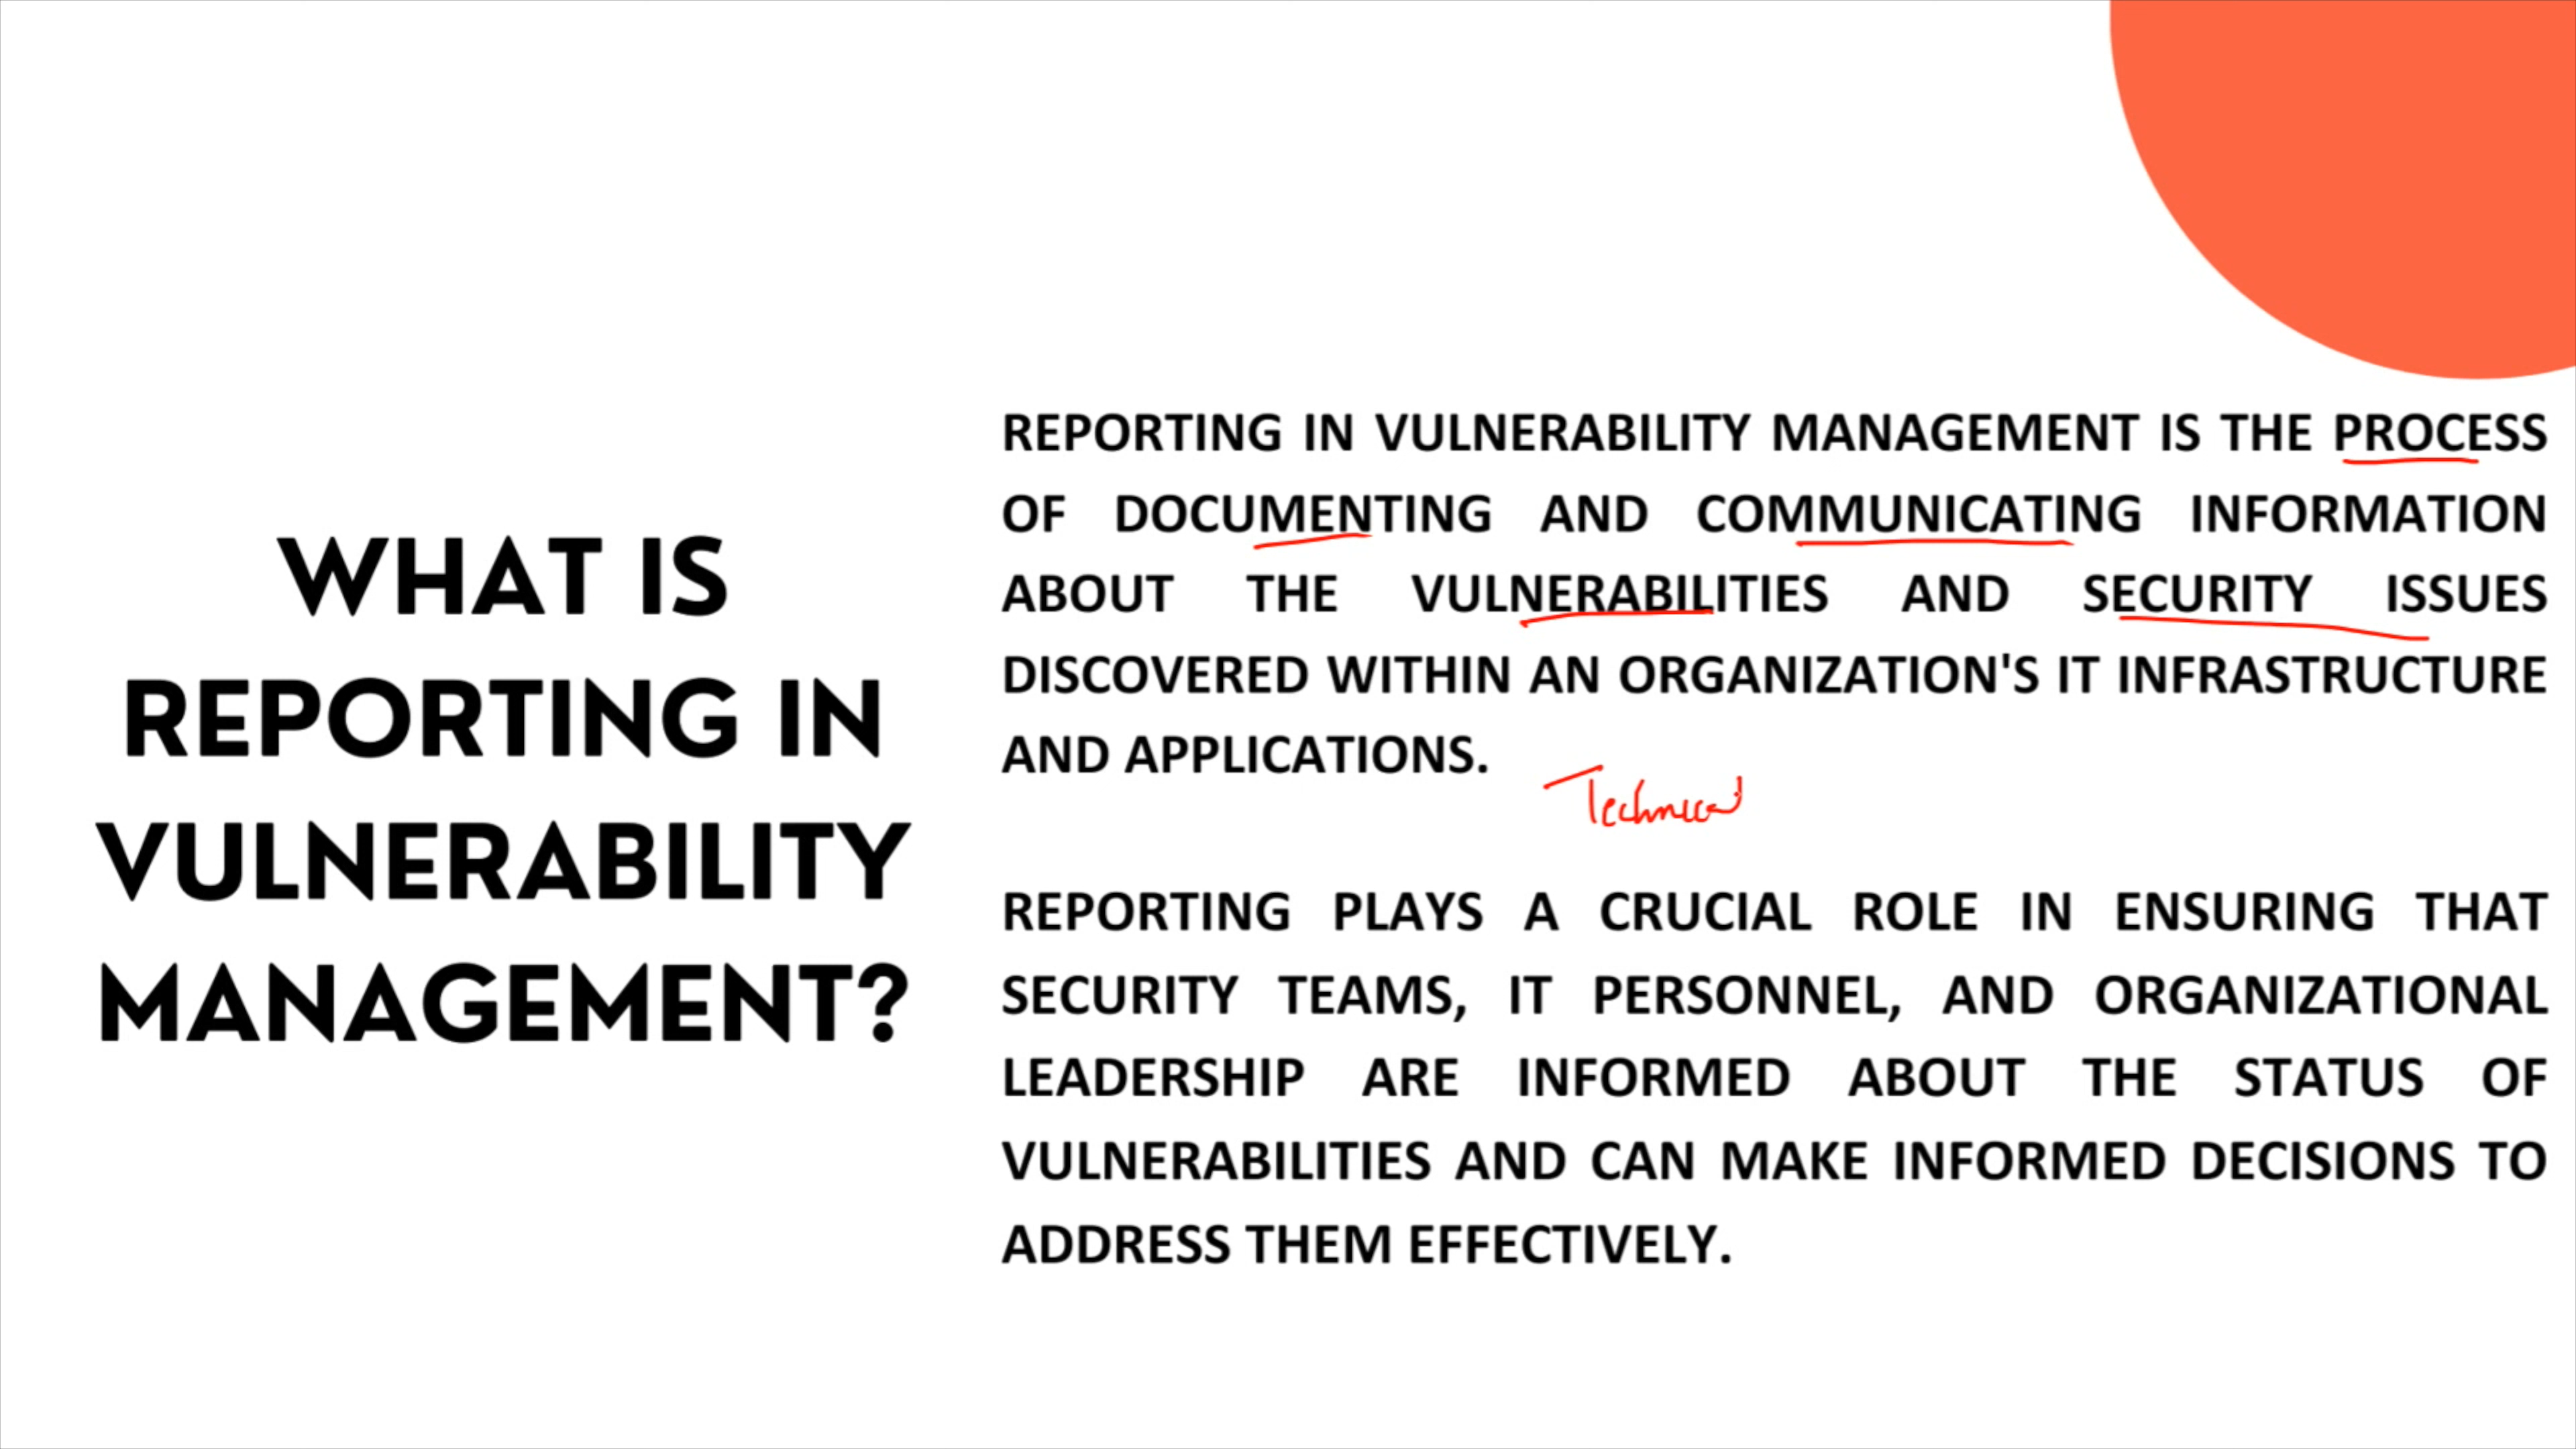 WHAT IS
REPORTING IN
VULNERABILITY
MANAGEMENT?
REPORTING IN VULNERABILITY MANAGEMENT IS THE PROCESS
OF DOCUMENTING AND COMMUNICATING INFORMATION
ABOUT THE VULNERABILITIES AND SECURITY ISSUES
DISCOVERED WITHIN AN ORGANIZATION'S IT INFRASTRUCTURE
AND APPLICATIONS.
Technical
REPORTING PLAYS A CRUCIAL ROLE IN ENSURING THAT
SECURITY TEAMS, IT PERSONNEL, AND ORGANIZATIONAL
LEADERSHIP ARE INFORMED ABOUT THE STATUS OF
VULNERABILITIES AND CAN MAKE INFORMED DECISIONS TO
ADDRESS THEM EFFECTIVELY.